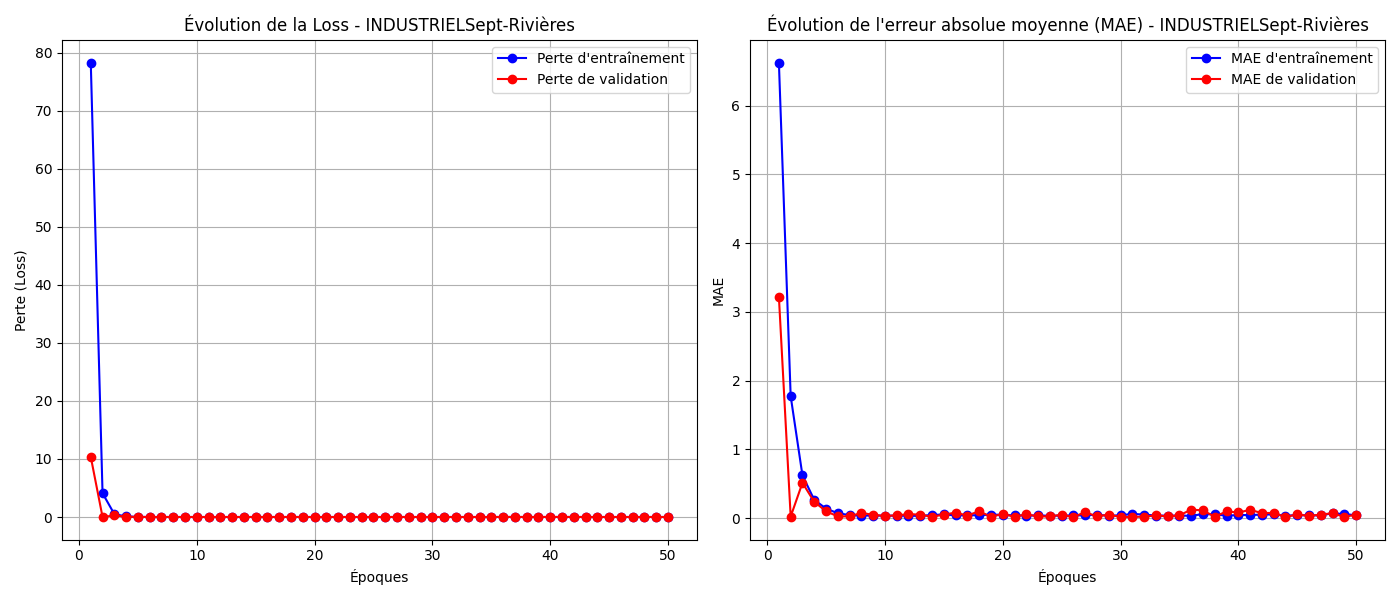 Évolution de la Loss - INDUSTRIELSept-Rivières
Perte d'entraînement
Perte de validation
80
70
60
50
40
30
20
10
0
Perte (Loss)
0
10
20
30
40
50
Époques
Évolution de l'erreur absolue moyenne (MAE) - INDUSTRIELSept-Rivières
MAE d'entraînement
MAE de validation
6
5
4
3
2
1
0
MAE
0
10
20
30
40
50
Époques